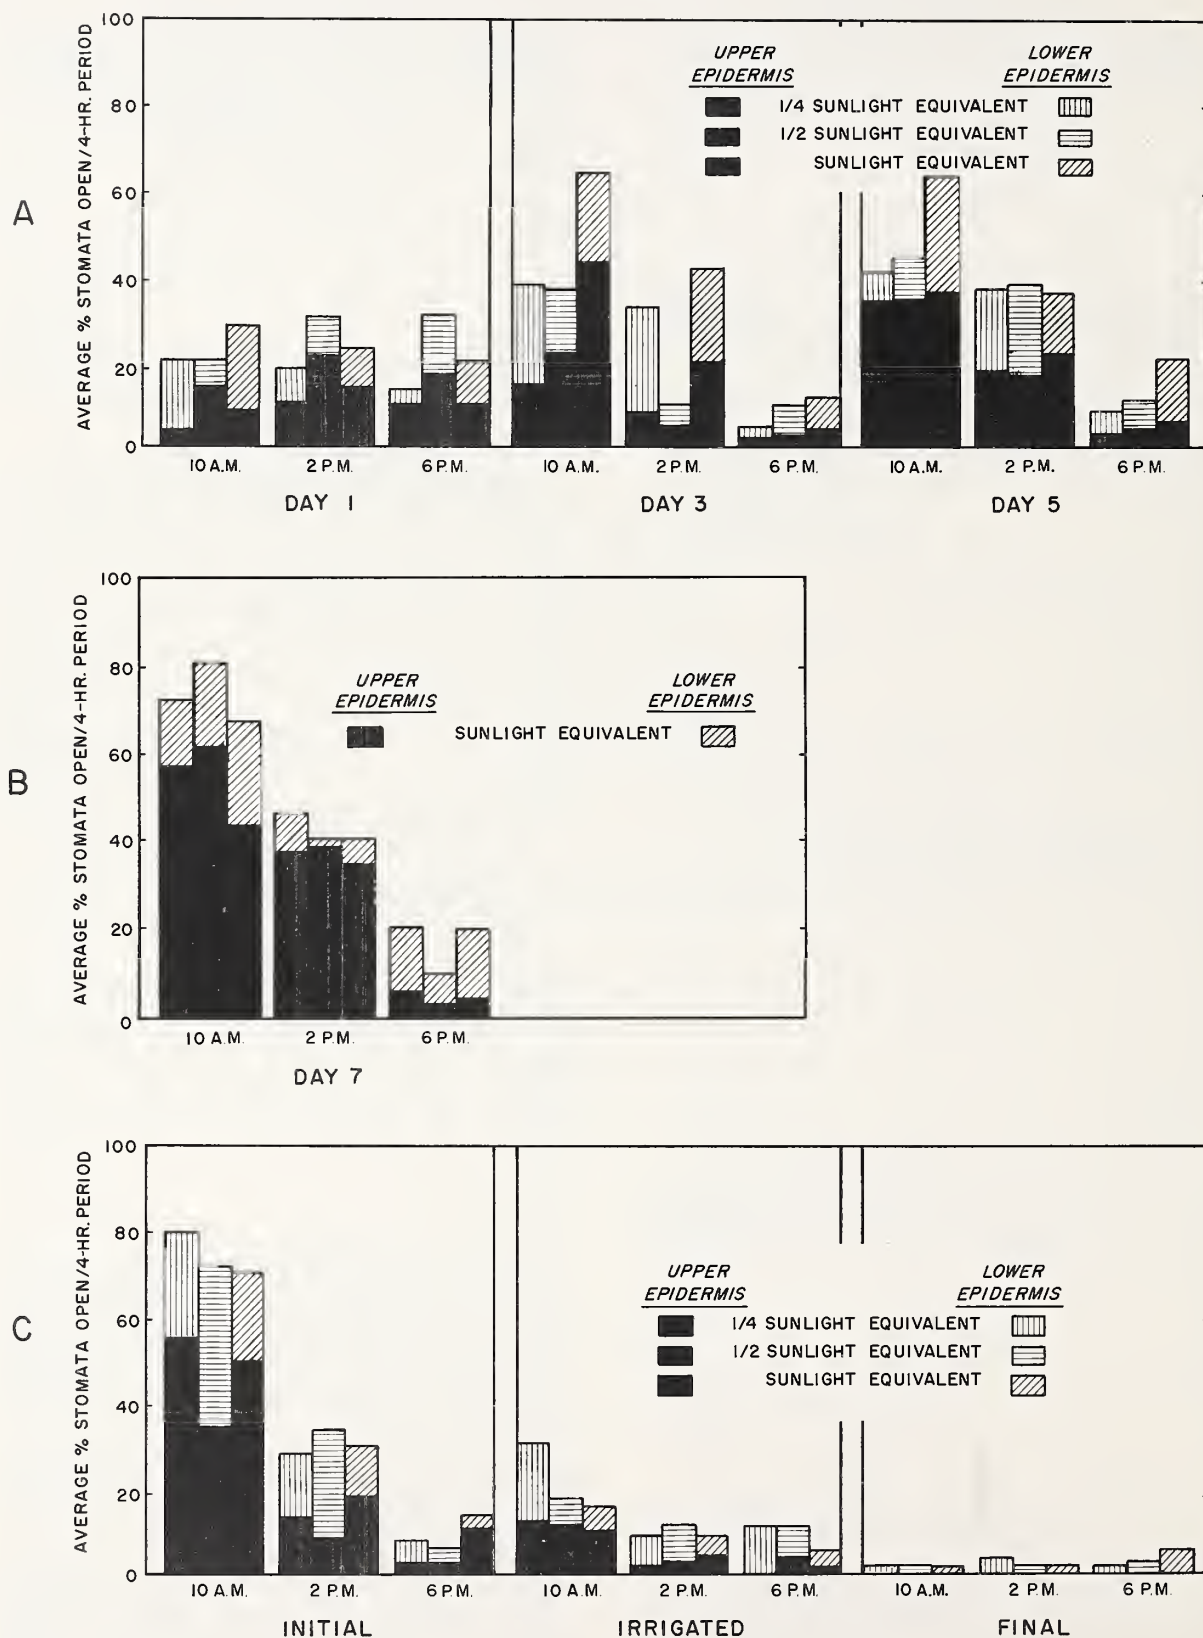 A
AVERAGE % STOMATA OPEN/4-HR. PERIOD
100
80
60
40
20
0
UPPER EPIDERMIS
LOWER EPIDERMIS
1/4 SUNLIGHT EQUIVALENT
1/2 SUNLIGHT EQUIVALENT
SUNLIGHT EQUIVALENT
10 A.M. 2 P.M. 6 P.M. 10 A.M. 2 P.M. 6 P.M. 10 A.M. 2 P.M. 6 P.M.
DAY 1 DAY 3 DAY 5
B
AVERAGE % STOMATA OPEN/4-HR. PERIOD
100
80
60
40
20
0
UPPER EPIDERMIS
LOWER EPIDERMIS
SUNLIGHT EQUIVALENT
10 A.M. 2 P.M. 6 P.M.
DAY 7
C
AVERAGE % STOMATA OPEN/4-HR. PERIOD
100
80
60
40
20
0
UPPER EPIDERMIS
LOWER EPIDERMIS
1/4 SUNLIGHT EQUIVALENT
1/2 SUNLIGHT EQUIVALENT
SUNLIGHT EQUIVALENT
10 A.M. 2 P.M. 6 P.M. 10 A.M. 2 P.M. 6 P.M. 10 A.M. 2 P.M. 6 P.M.
INITIAL IRRIGATED FINAL